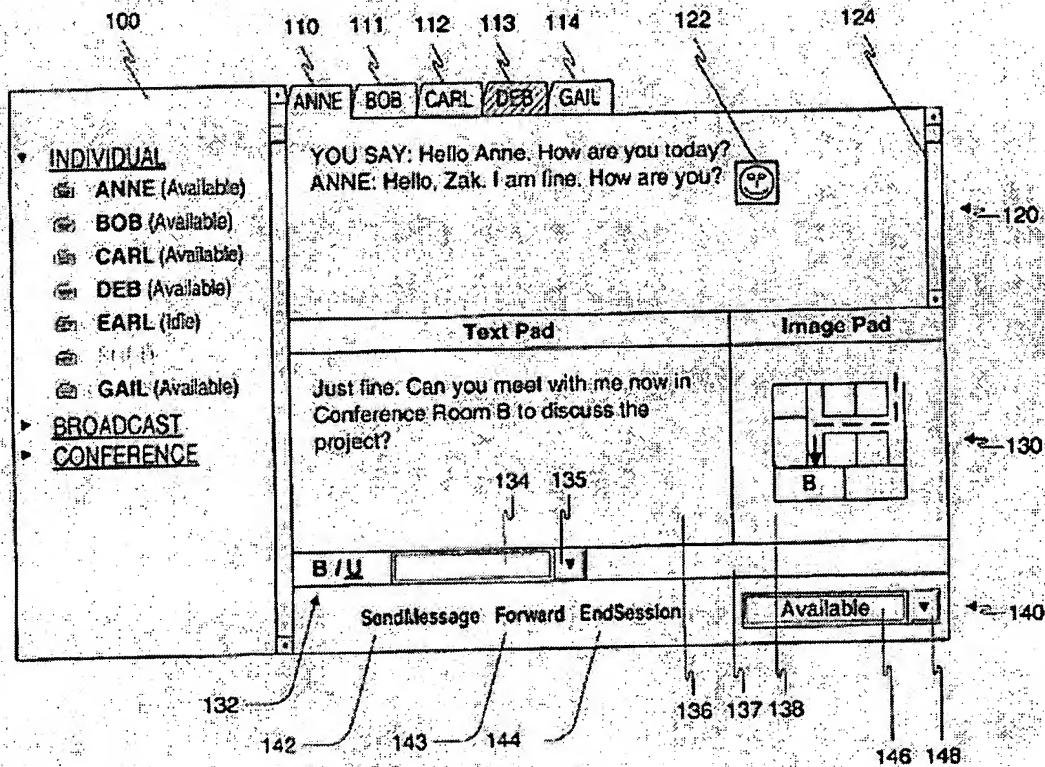 100 110 111 112 113 114 122 124
ANNE BOB CARL DEB GAIL
INDIVIDUAL
ANNE (Available)
BOB (Available)
CARL (Available)
DEB (Available)
EARL (Idle)
GAIL (Available)
BROADCAST
CONFERENCE
YOU SAY: Hello Anne. How are you today?
ANNE: Hello, Zak. I am fine. How are you?
120
Text Pad Image Pad
Just fine. Can you meet with me now in
Conference Room B to discuss the
project?
B
130
134 135
B I U
SendMessage Forward EndSession Available
140
132 136 137 138
142 143 144 146 148